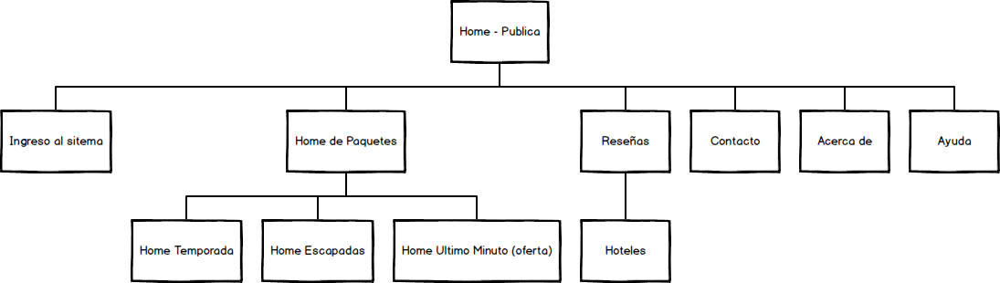 Home - Publica
Ingreso al sitema
Home de Paquetes
Reseñas
Contacto
Acerca de
Ayuda
Home Temporada
Home Escapadas
Home Ultimo Minuto (oferta)
Hoteles